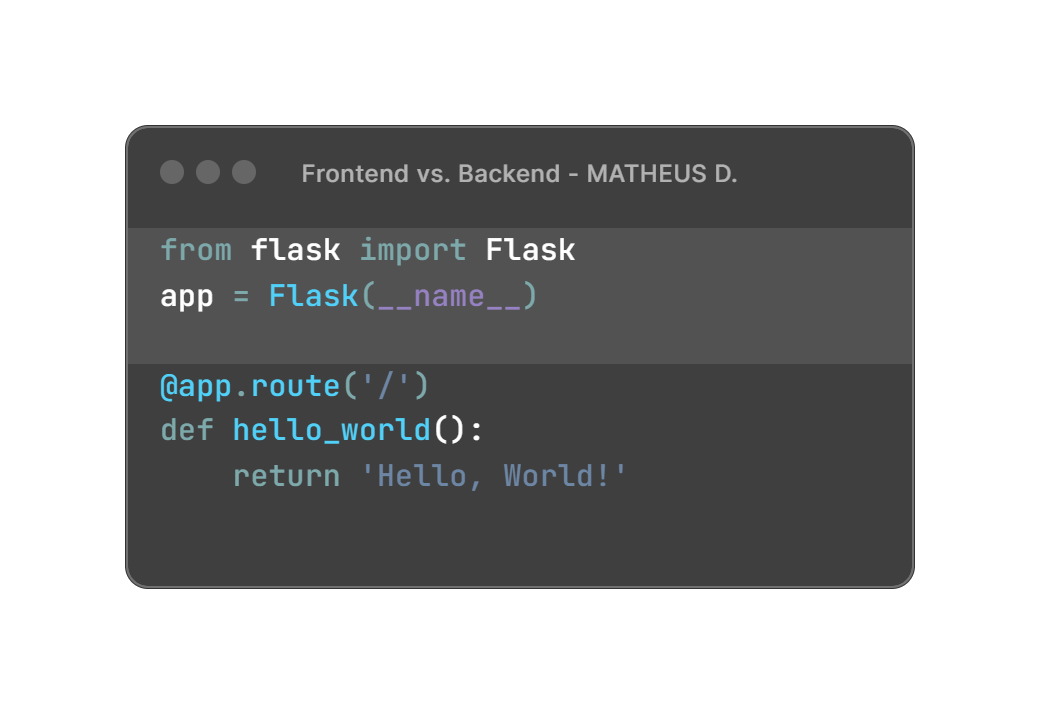 Frontend vs. Backend - MATHEUS D.
from flask import Flask
app = Flask(__name__)
@app.route('/')
def hello_world():
    return 'Hello, World!'